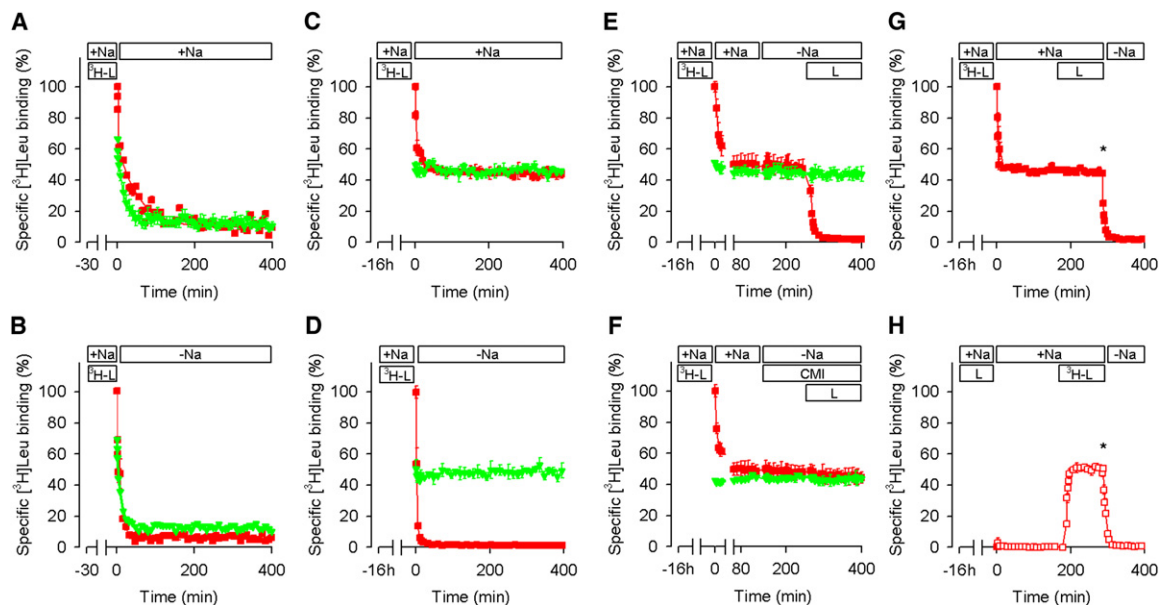 A
+Na
+Na
³H-L
Specific [³H]Leu binding (%)
100
80
60
40
20
0
-30
0
200
400
Time (min)
C
+Na
+Na
³H-L
Specific [³H]Leu binding (%)
100
80
60
40
20
0
-16h
0
200
400
Time (min)
E
+Na
+Na
-Na
³H-L
L
Specific [³H]Leu binding (%)
100
80
60
40
20
0
-16h
0
80
200
400
Time (min)
G
+Na
+Na
-Na
³H-L
L
*
Specific [³H]Leu binding (%)
100
80
60
40
20
0
-16h
0
200
400
Time (min)
B
+Na
-Na
³H-L
Specific [³H]Leu binding (%)
100
80
60
40
20
0
-30
0
200
400
Time (min)
D
+Na
-Na
³H-L
Specific [³H]Leu binding (%)
100
80
60
40
20
0
-16h
0
200
400
Time (min)
F
+Na
+Na
-Na
³H-L
CMI
L
Specific [³H]Leu binding (%)
100
80
60
40
20
0
-16h
0
80
200
400
Time (min)
H
+Na
+Na
-Na
L
³H-L
*
Specific [³H]Leu binding (%)
100
80
60
40
20
0
-16h
0
200
400
Time (min)